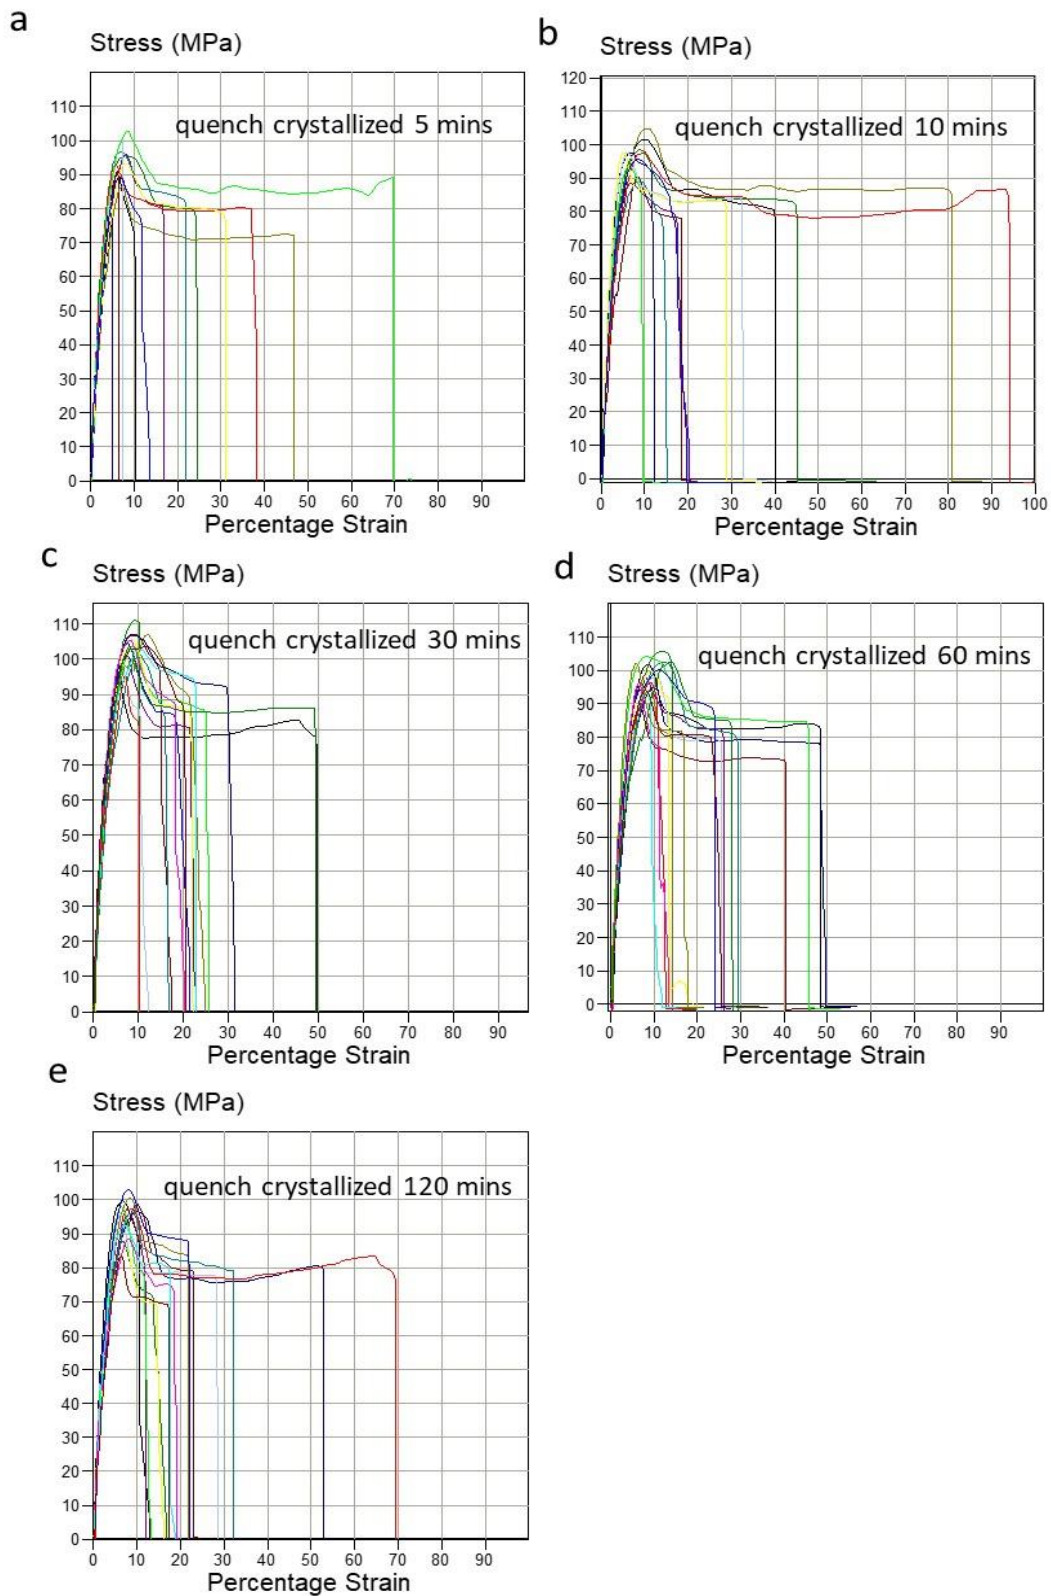 a
Stress (MPa)
quench crystallized 5 mins
110
100
90
80
70
60
50
40
30
20
10
0
0 10 20 30 40 50 60 70 80 90
Percentage Strain
b
Stress (MPa)
quench crystallized 10 mins
120
110
100
90
80
70
60
50
40
30
20
10
0
0 10 20 30 40 50 60 70 80 90 100
Percentage Strain
c
Stress (MPa)
quench crystallized 30 mins
110
100
90
80
70
60
50
40
30
20
10
0
0 10 20 30 40 50 60 70 80 90
Percentage Strain
d
Stress (MPa)
quench crystallized 60 mins
110
100
90
80
70
60
50
40
30
20
10
0
0 10 20 30 40 50 60 70 80 90
Percentage Strain
e
Stress (MPa)
quench crystallized 120 mins
110
100
90
80
70
60
50
40
30
20
10
0
0 10 20 30 40 50 60 70 80 90
Percentage Strain